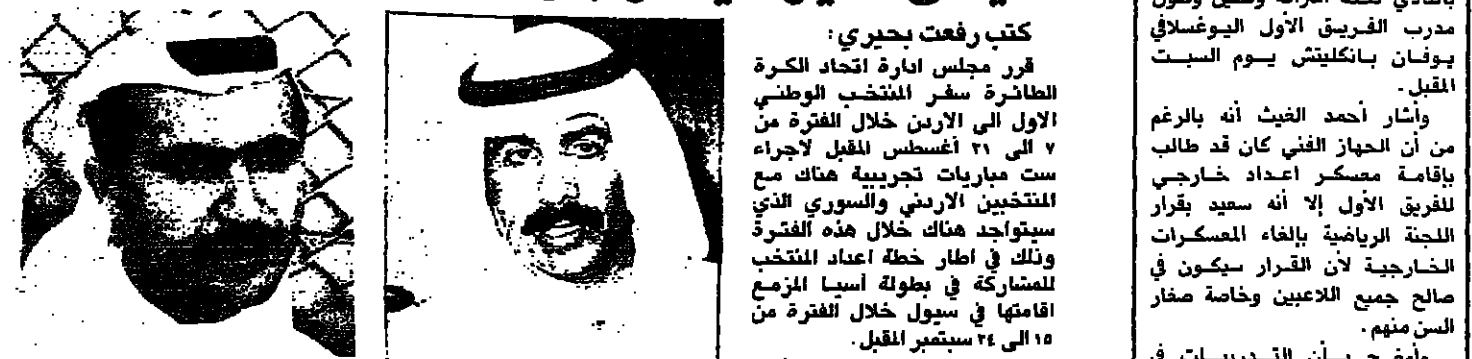 كتب رفعت بحيري:
قرر مجلس ادارة اتحاد الكرة
الطائرة سفر المنتخب الوطني
الاول الى الاردن خلال الفترة من
٧ الى ٢١ أغسطس المقبل لاجراء
ست مباريات تجريبية هناك مع
المنتخبين الاردني والسوري الذي
سيتواجد هناك خلال هذه الفترة
وذلك في اطار خطة اعداد المنتخب
للمشاركة في بطولة أسيا المزمع
اقامتها في سيول خلال الفترة من
١٥ الى ٢٤ سبتمبر المقبل.
مدرب الفريق الأول اليوغسلافي
يوفان بانكليتش يوم السبت
المقبل.
وأشار أحمد الغيث أنه بالرغم
من أن الجهاز الفني كان قد طالب
بإقامة معسكر اعداد خارجي
للفريق الأول إلا أنه سعيد بقرار
اللجنة الرياضية بإلغاء المعسكرات
الخارجية لأن القرار سيكون في
صالح جميع اللاعبين وخاصة صغار
السن منهم.